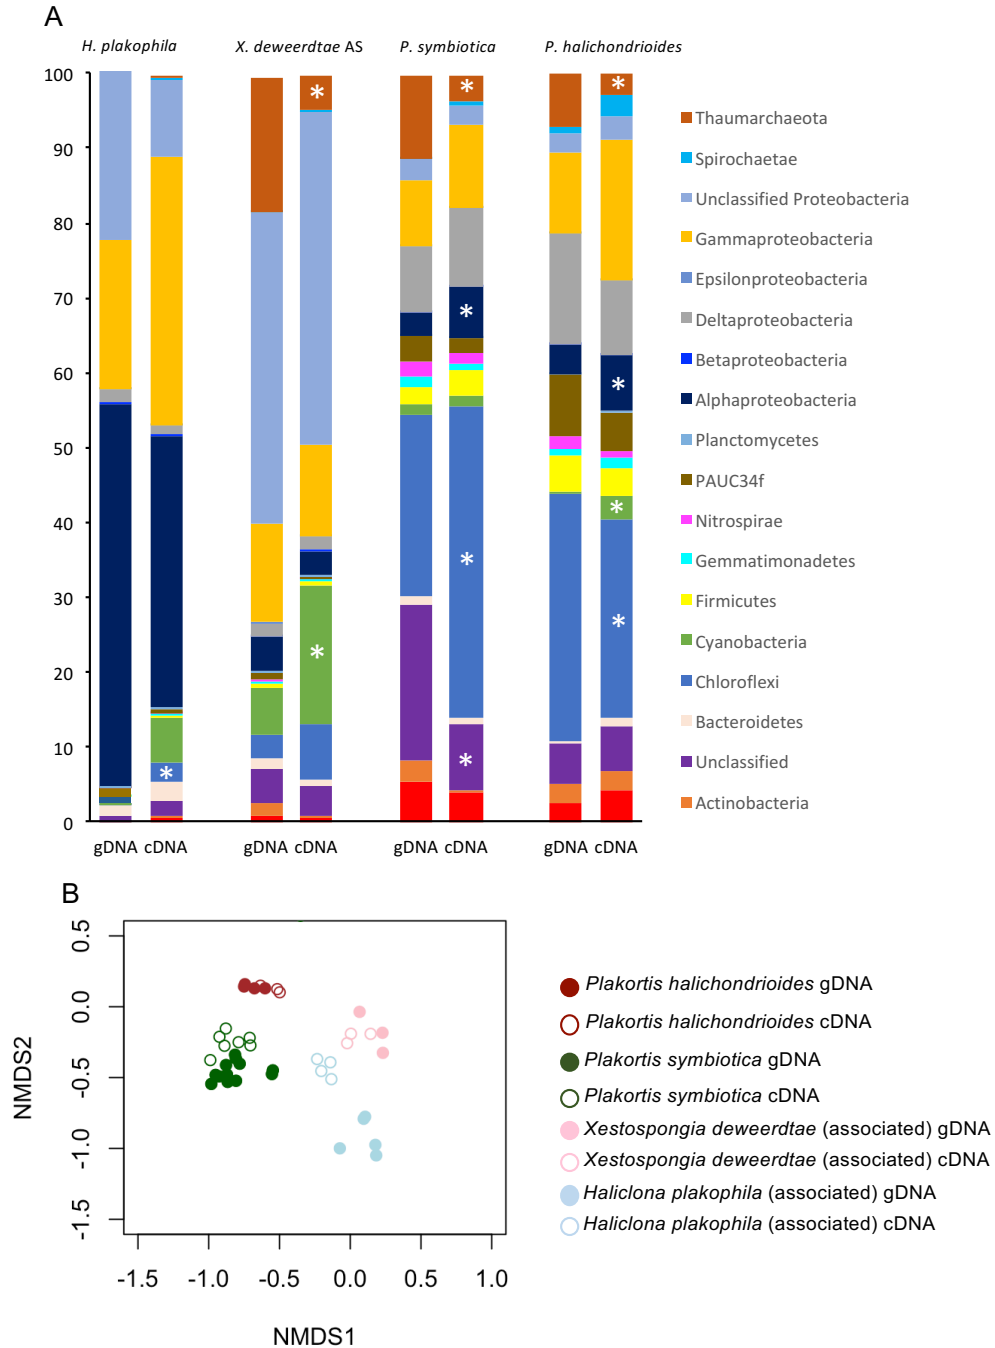 A
H. plakophila X. deweerdtae AS P. symbiotica P. halichondrioides
100
90
80
70
60
50
40
30
20
10
0
* * * * * * * * * * * *
gDNA cDNA gDNA cDNA gDNA cDNA gDNA cDNA
Thaumarchaeota
Spirochaetae
Unclassified Proteobacteria
Gammaproteobacteria
Epsilonproteobacteria
Deltaproteobacteria
Betaproteobacteria
Alphaproteobacteria
Planctomycetes
PAUC34f
Nitrospirae
Gemmatimonadetes
Firmicutes
Cyanobacteria
Chloroflexi
Bacteroidetes
Unclassified
Actinobacteria
B
NMDS2
0.5
0.0
-0.5
-1.0
-1.5
-1.5 -1.0 -0.5 0.0 0.5 1.0
NMDS1
Plakortis halichondrioides gDNA
Plakortis halichondrioides cDNA
Plakortis symbiotica gDNA
Plakortis symbiotica cDNA
Xestospongia deweerdtae (associated) gDNA
Xestospongia deweerdtae (associated) cDNA
Haliclona plakophila (associated) gDNA
Haliclona plakophila (associated) cDNA